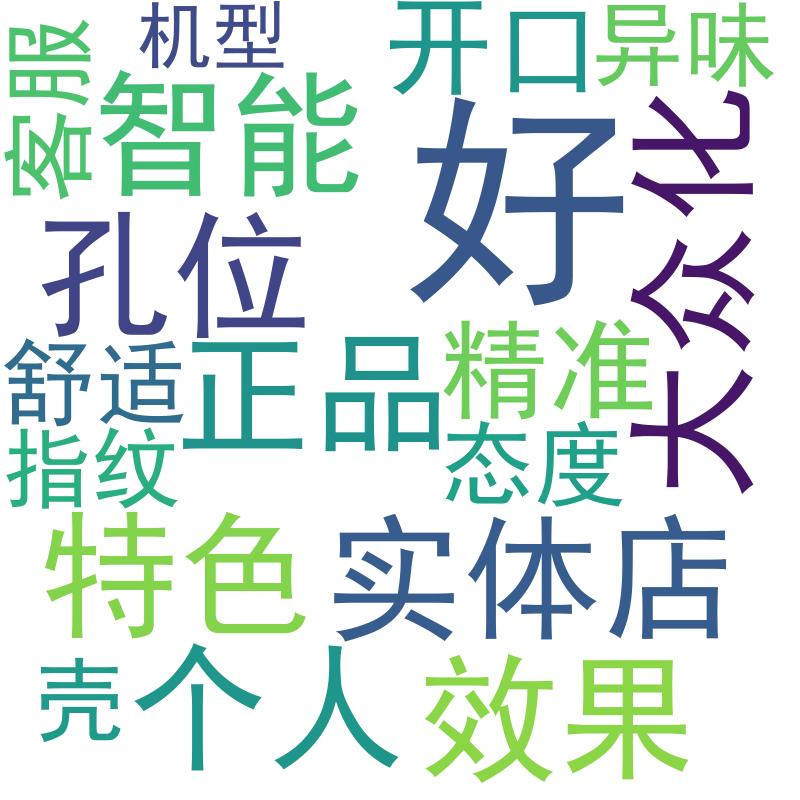 机型
开口
异味
客服
智能
好
大众化
孔位
舒适
正品
精准
指纹
态度
特色
实体店
壳
个人
效果